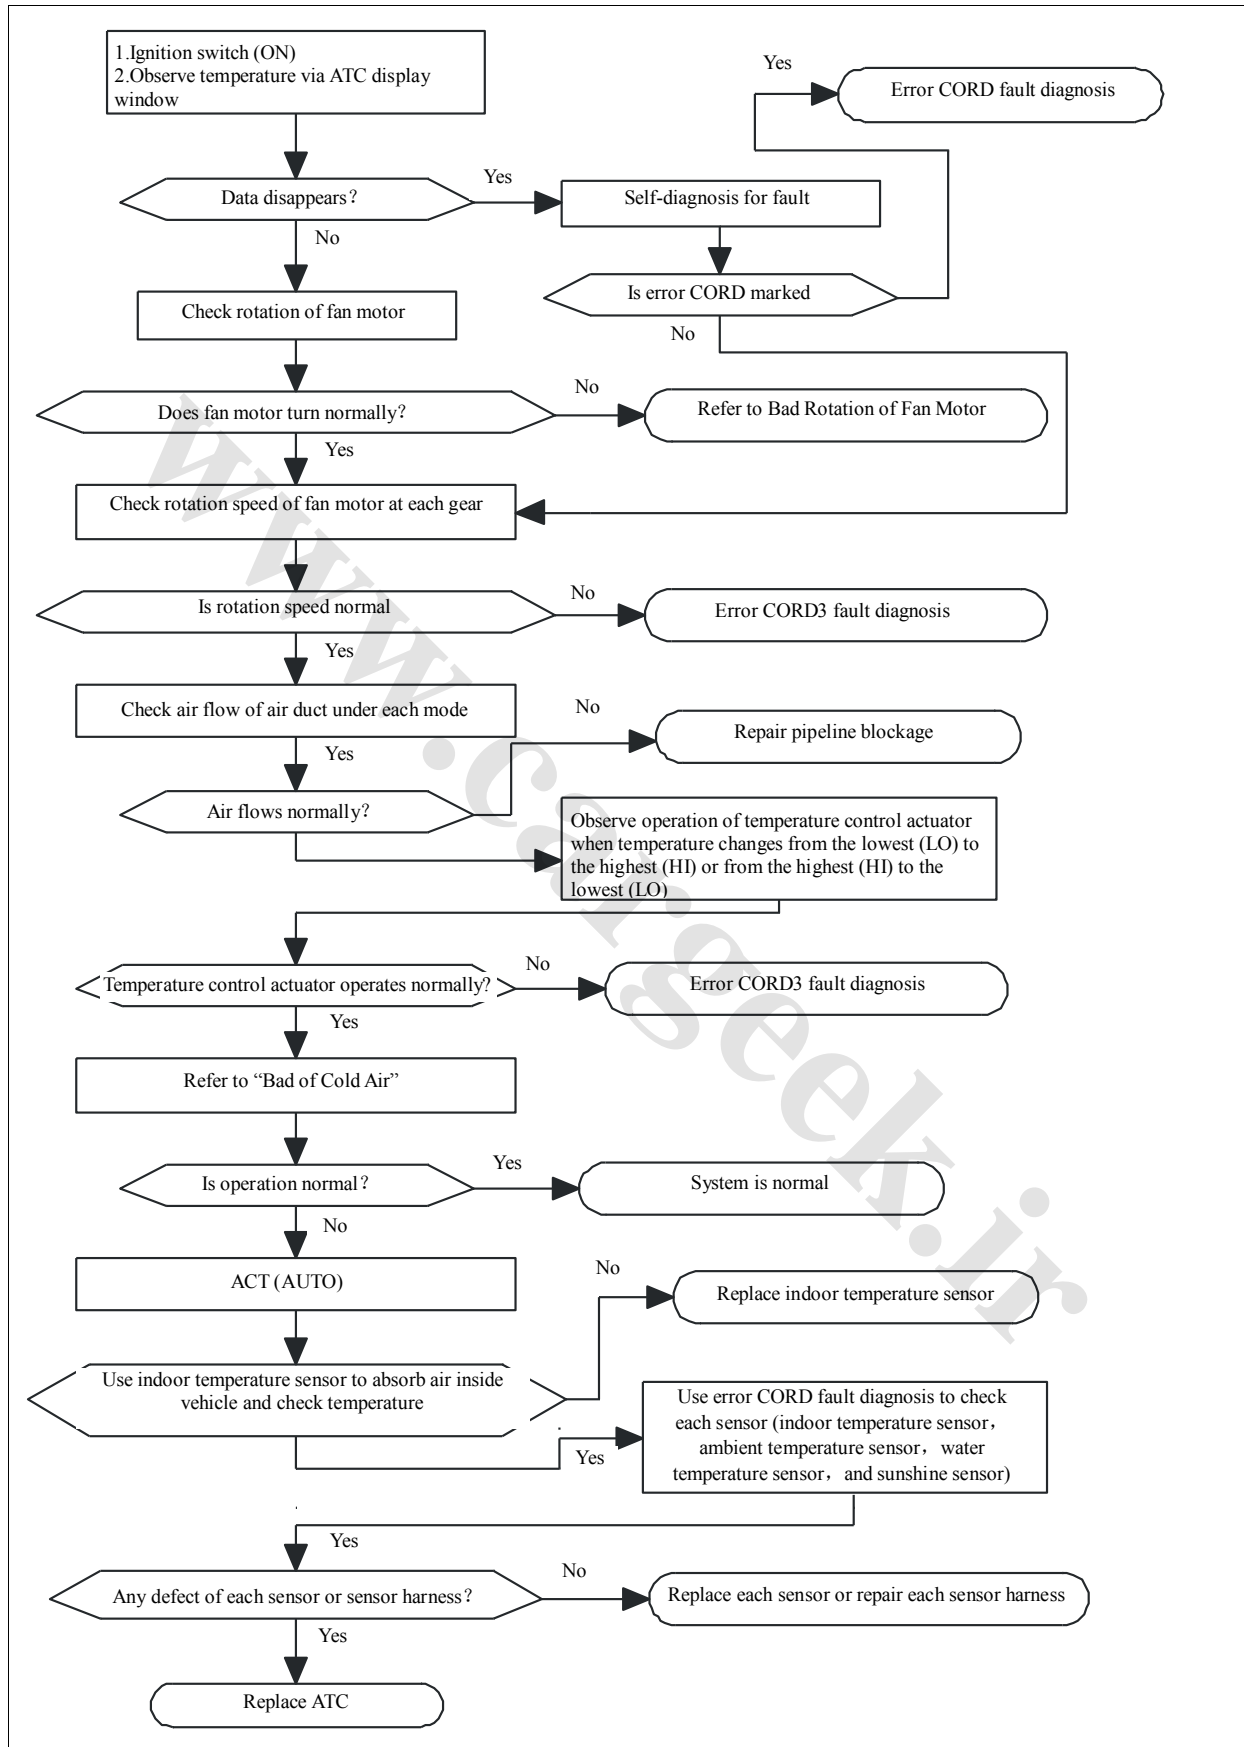 1.Ignition switch (ON)
2.Observe temperature via ATC display
window
Yes
Error CORD fault diagnosis
Data disappears?
Yes
Self-diagnosis for fault
No
Is error CORD marked
Check rotation of fan motor
No
Does fan motor turn normally?
No
Refer to Bad Rotation of Fan Motor
Yes
Check rotation speed of fan motor at each gear
Is rotation speed normal
No
Error CORD3 fault diagnosis
Yes
Check air flow of air duct under each mode
No
Repair pipeline blockage
Yes
Air flows normally?
Observe operation of temperature control actuator
when temperature changes from the lowest (LO) to
the highest (HI) or from the highest (HI) to the
lowest (LO)
Temperature control actuator operates normally?
No
Error CORD3 fault diagnosis
Yes
Refer to “Bad of Cold Air”
Is operation normal?
Yes
System is normal
No
ACT (AUTO)
No
Replace indoor temperature sensor
Use indoor temperature sensor to absorb air inside
vehicle and check temperature
Yes
Use error CORD fault diagnosis to check
each sensor (indoor temperature sensor,
ambient temperature sensor, water
temperature sensor, and sunshine sensor)
Yes
Any defect of each sensor or sensor harness?
No
Replace each sensor or repair each sensor harness
Yes
Replace ATC
www.cargeek.ir